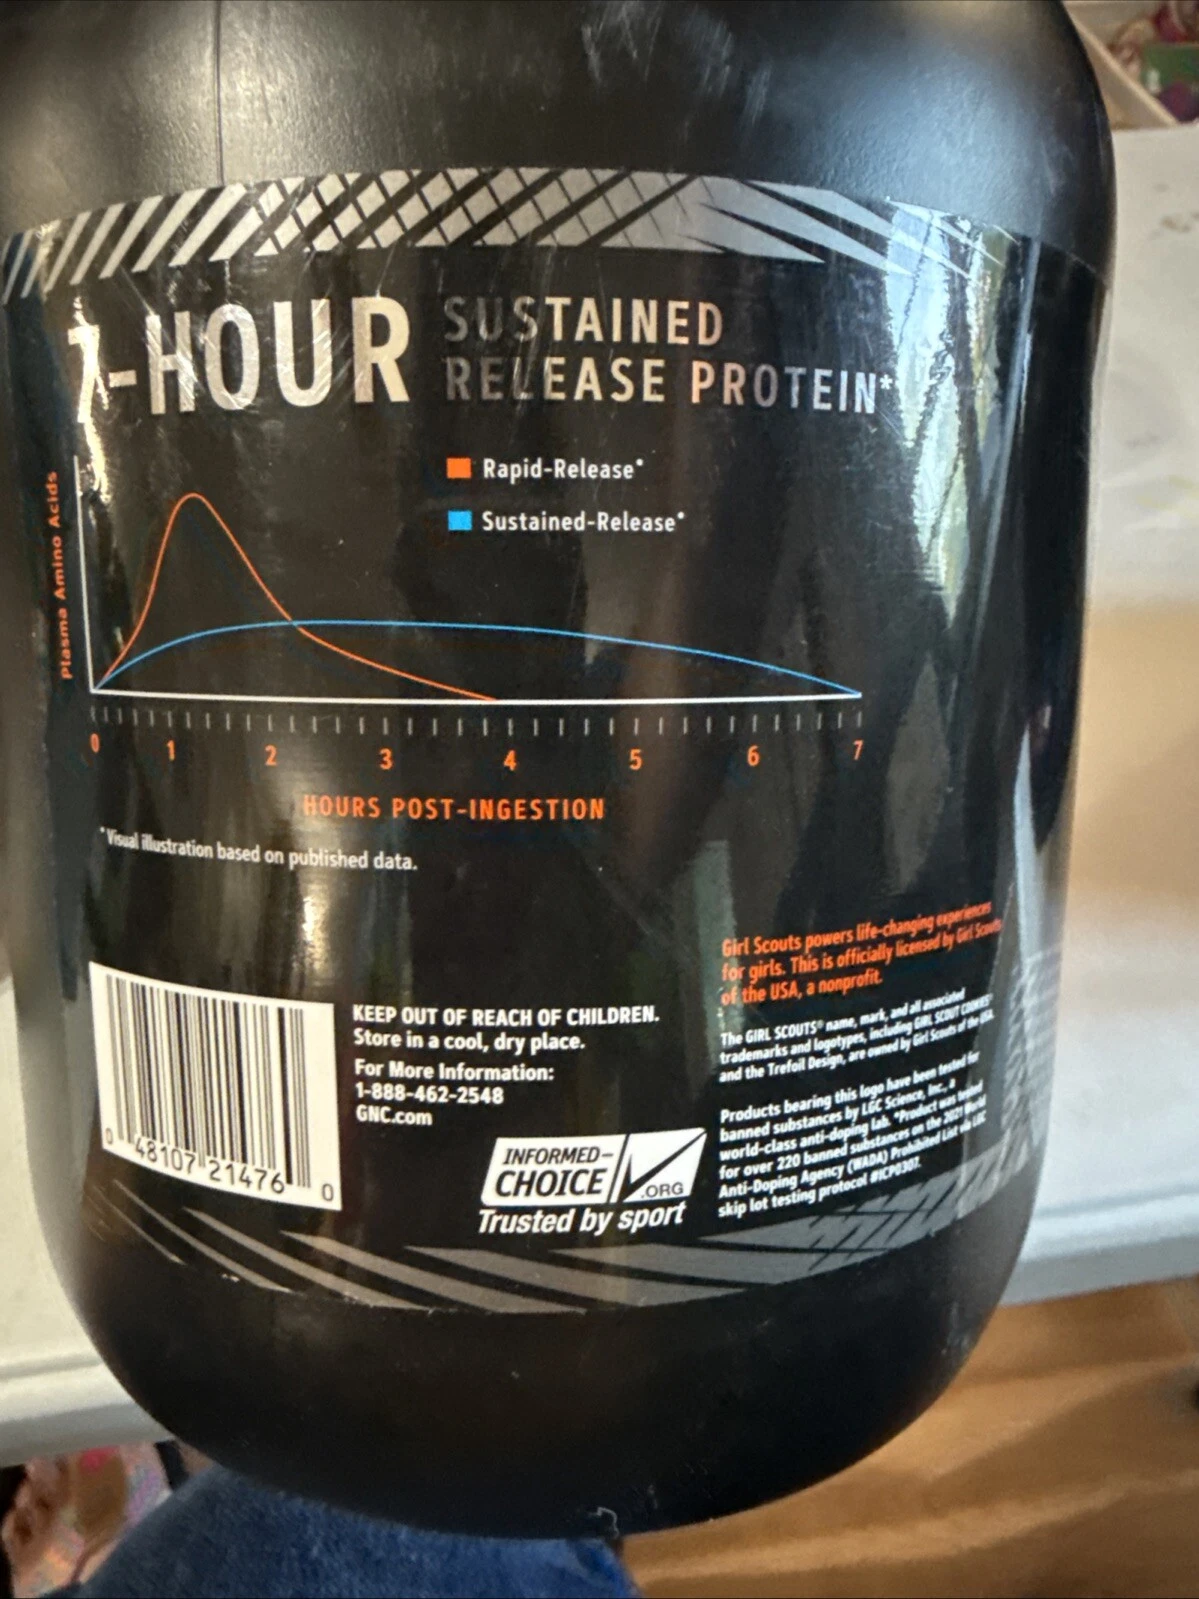 7-HOUR
SUSTAINED
RELEASE PROTEIN*
Rapid-Release*
Sustained-Release*
Plasma Amino Acids
0 1 2 3 4 5 6 7
HOURS POST-INGESTION
*Visual illustration based on published data.
Girl Scouts powers life-changing experiences
for girls. This is officially licensed by Girl Scouts
of the USA, a nonprofit.
The GIRL SCOUTS® name, mark, and all associated
trademarks and logotypes, including GIRL SCOUT COOKIES®
and the Trefoil Design, are owned by Girl Scouts of the USA.
Products bearing this logo have been tested for
banned substances by LGC Science, Inc., a
world-class anti-doping lab. *Product was tested
for over 220 banned substances on the 2021 World
Anti-Doping Agency (WADA) Prohibited List via LGC
skip lot testing protocol #ICP0307.
KEEP OUT OF REACH OF CHILDREN.
Store in a cool, dry place.
For More Information:
1-888-462-2548
GNC.com
0 48107 21476 0
INFORMED-
CHOICE
.ORG
Trusted by sport